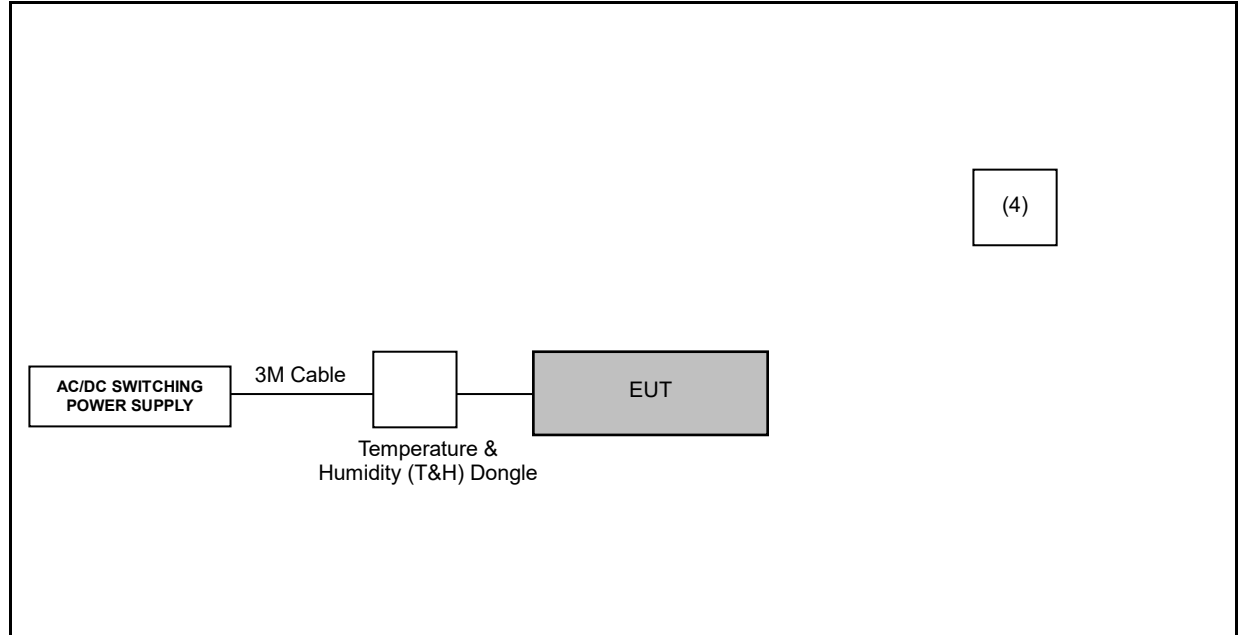 (4)
AC/DC SWITCHING
POWER SUPPLY
3M Cable
EUT
Temperature &
Humidity (T&H) Dongle